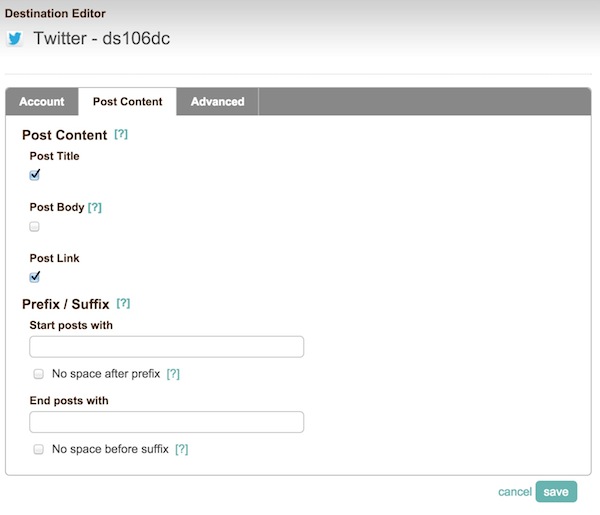 Destination Editor
Twitter - ds106dc
Account Post Content Advanced
Post Content [?]
Post Title
Post Body [?]
Post Link
Prefix / Suffix [?]
Start posts with
No space after prefix [?]
End posts with
No space before suffix [?]
cancel save